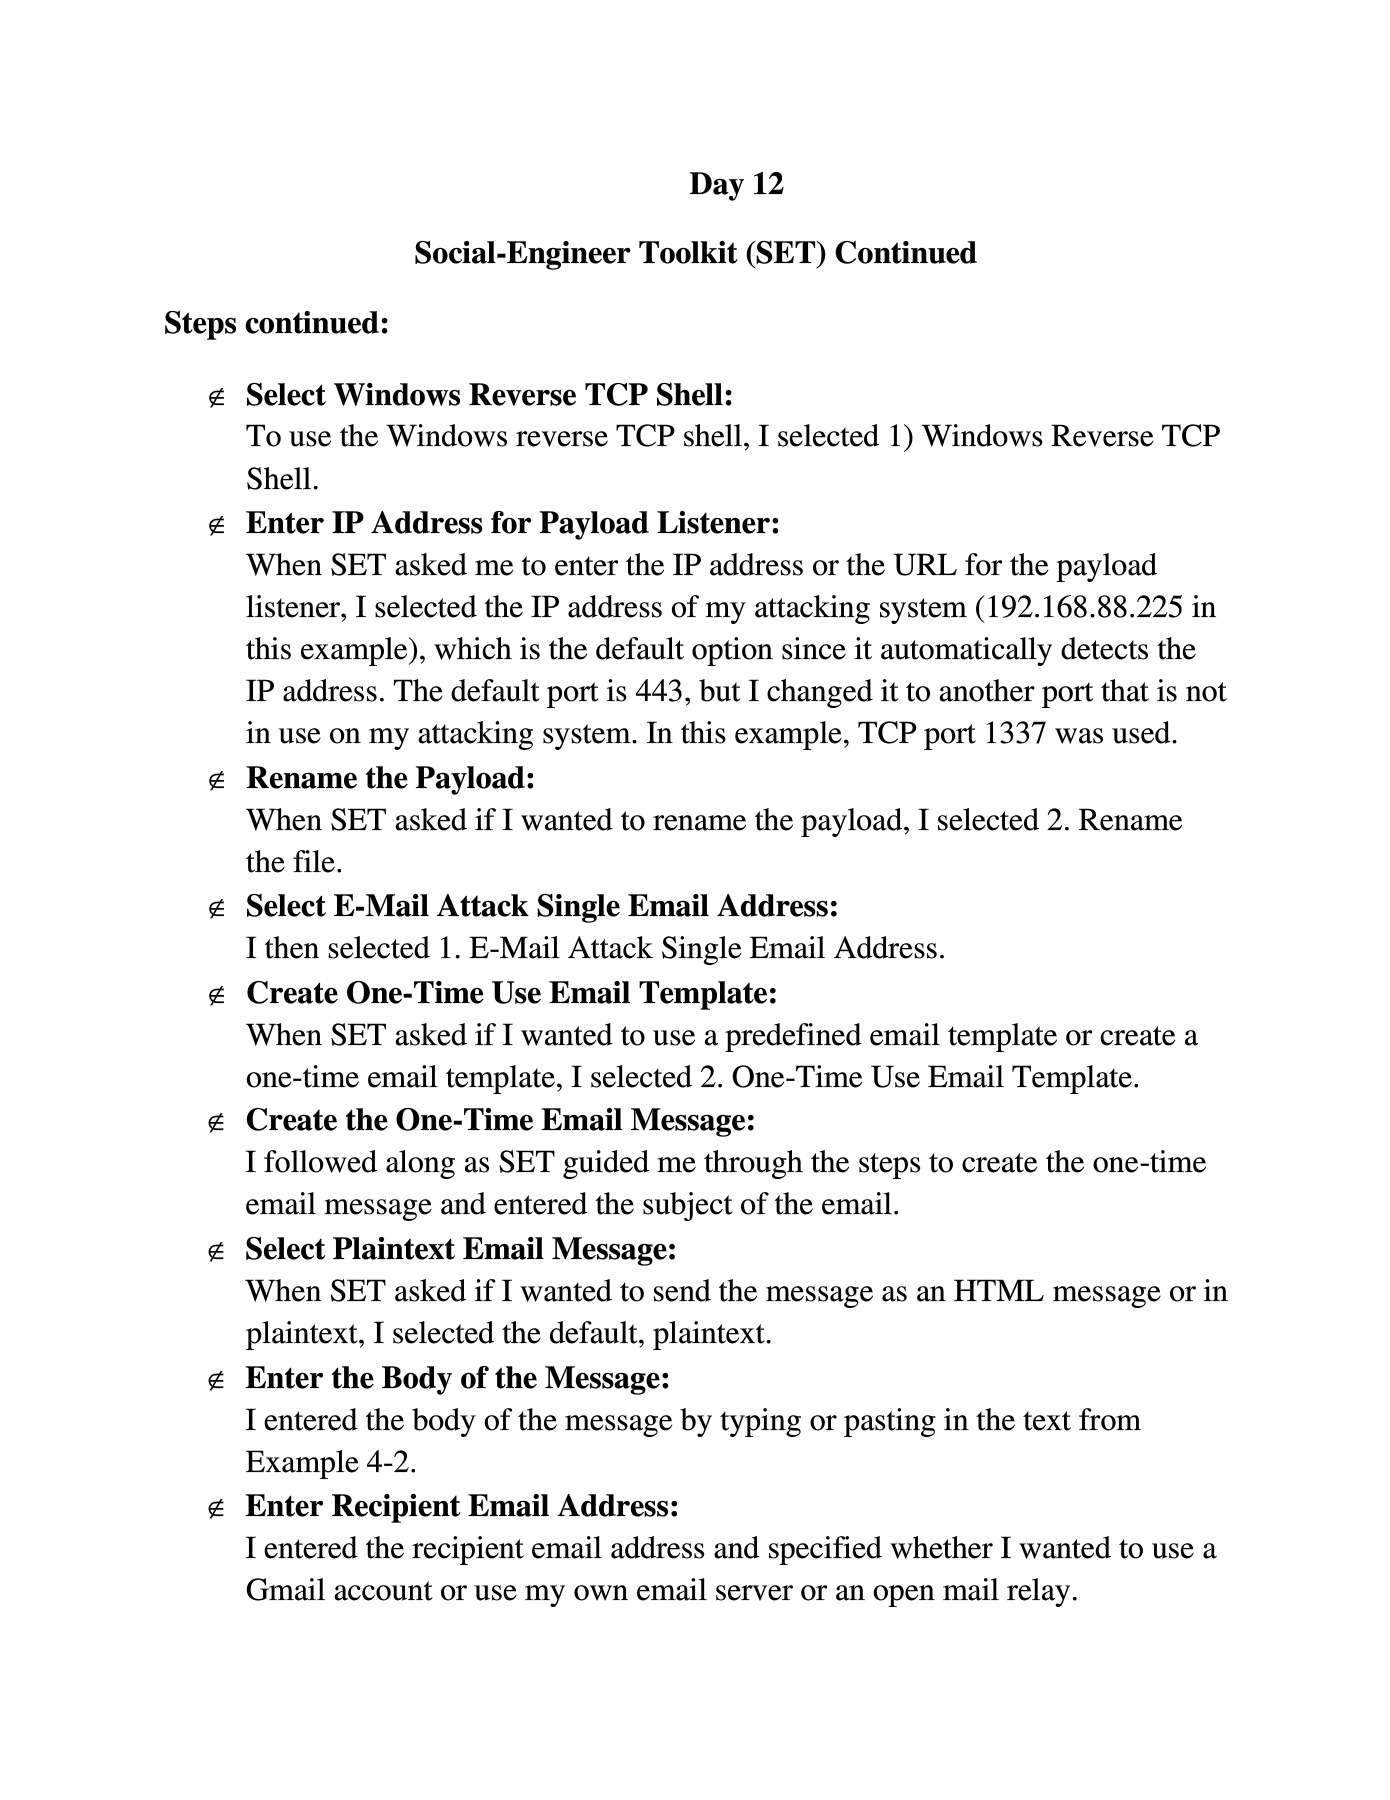 Day 12
Social-Engineer Toolkit (SET) Continued
Steps continued:
∉ Select Windows Reverse TCP Shell:
To use the Windows reverse TCP shell, I selected 1) Windows Reverse TCP
Shell.
∉ Enter IP Address for Payload Listener:
When SET asked me to enter the IP address or the URL for the payload
listener, I selected the IP address of my attacking system (192.168.88.225 in
this example), which is the default option since it automatically detects the
IP address. The default port is 443, but I changed it to another port that is not
in use on my attacking system. In this example, TCP port 1337 was used.
∉ Rename the Payload:
When SET asked if I wanted to rename the payload, I selected 2. Rename
the file.
∉ Select E-Mail Attack Single Email Address:
I then selected 1. E-Mail Attack Single Email Address.
∉ Create One-Time Use Email Template:
When SET asked if I wanted to use a predefined email template or create a
one-time email template, I selected 2. One-Time Use Email Template.
∉ Create the One-Time Email Message:
I followed along as SET guided me through the steps to create the one-time
email message and entered the subject of the email.
∉ Select Plaintext Email Message:
When SET asked if I wanted to send the message as an HTML message or in
plaintext, I selected the default, plaintext.
∉ Enter the Body of the Message:
I entered the body of the message by typing or pasting in the text from
Example 4-2.
∉ Enter Recipient Email Address:
I entered the recipient email address and specified whether I wanted to use a
Gmail account or use my own email server or an open mail relay.